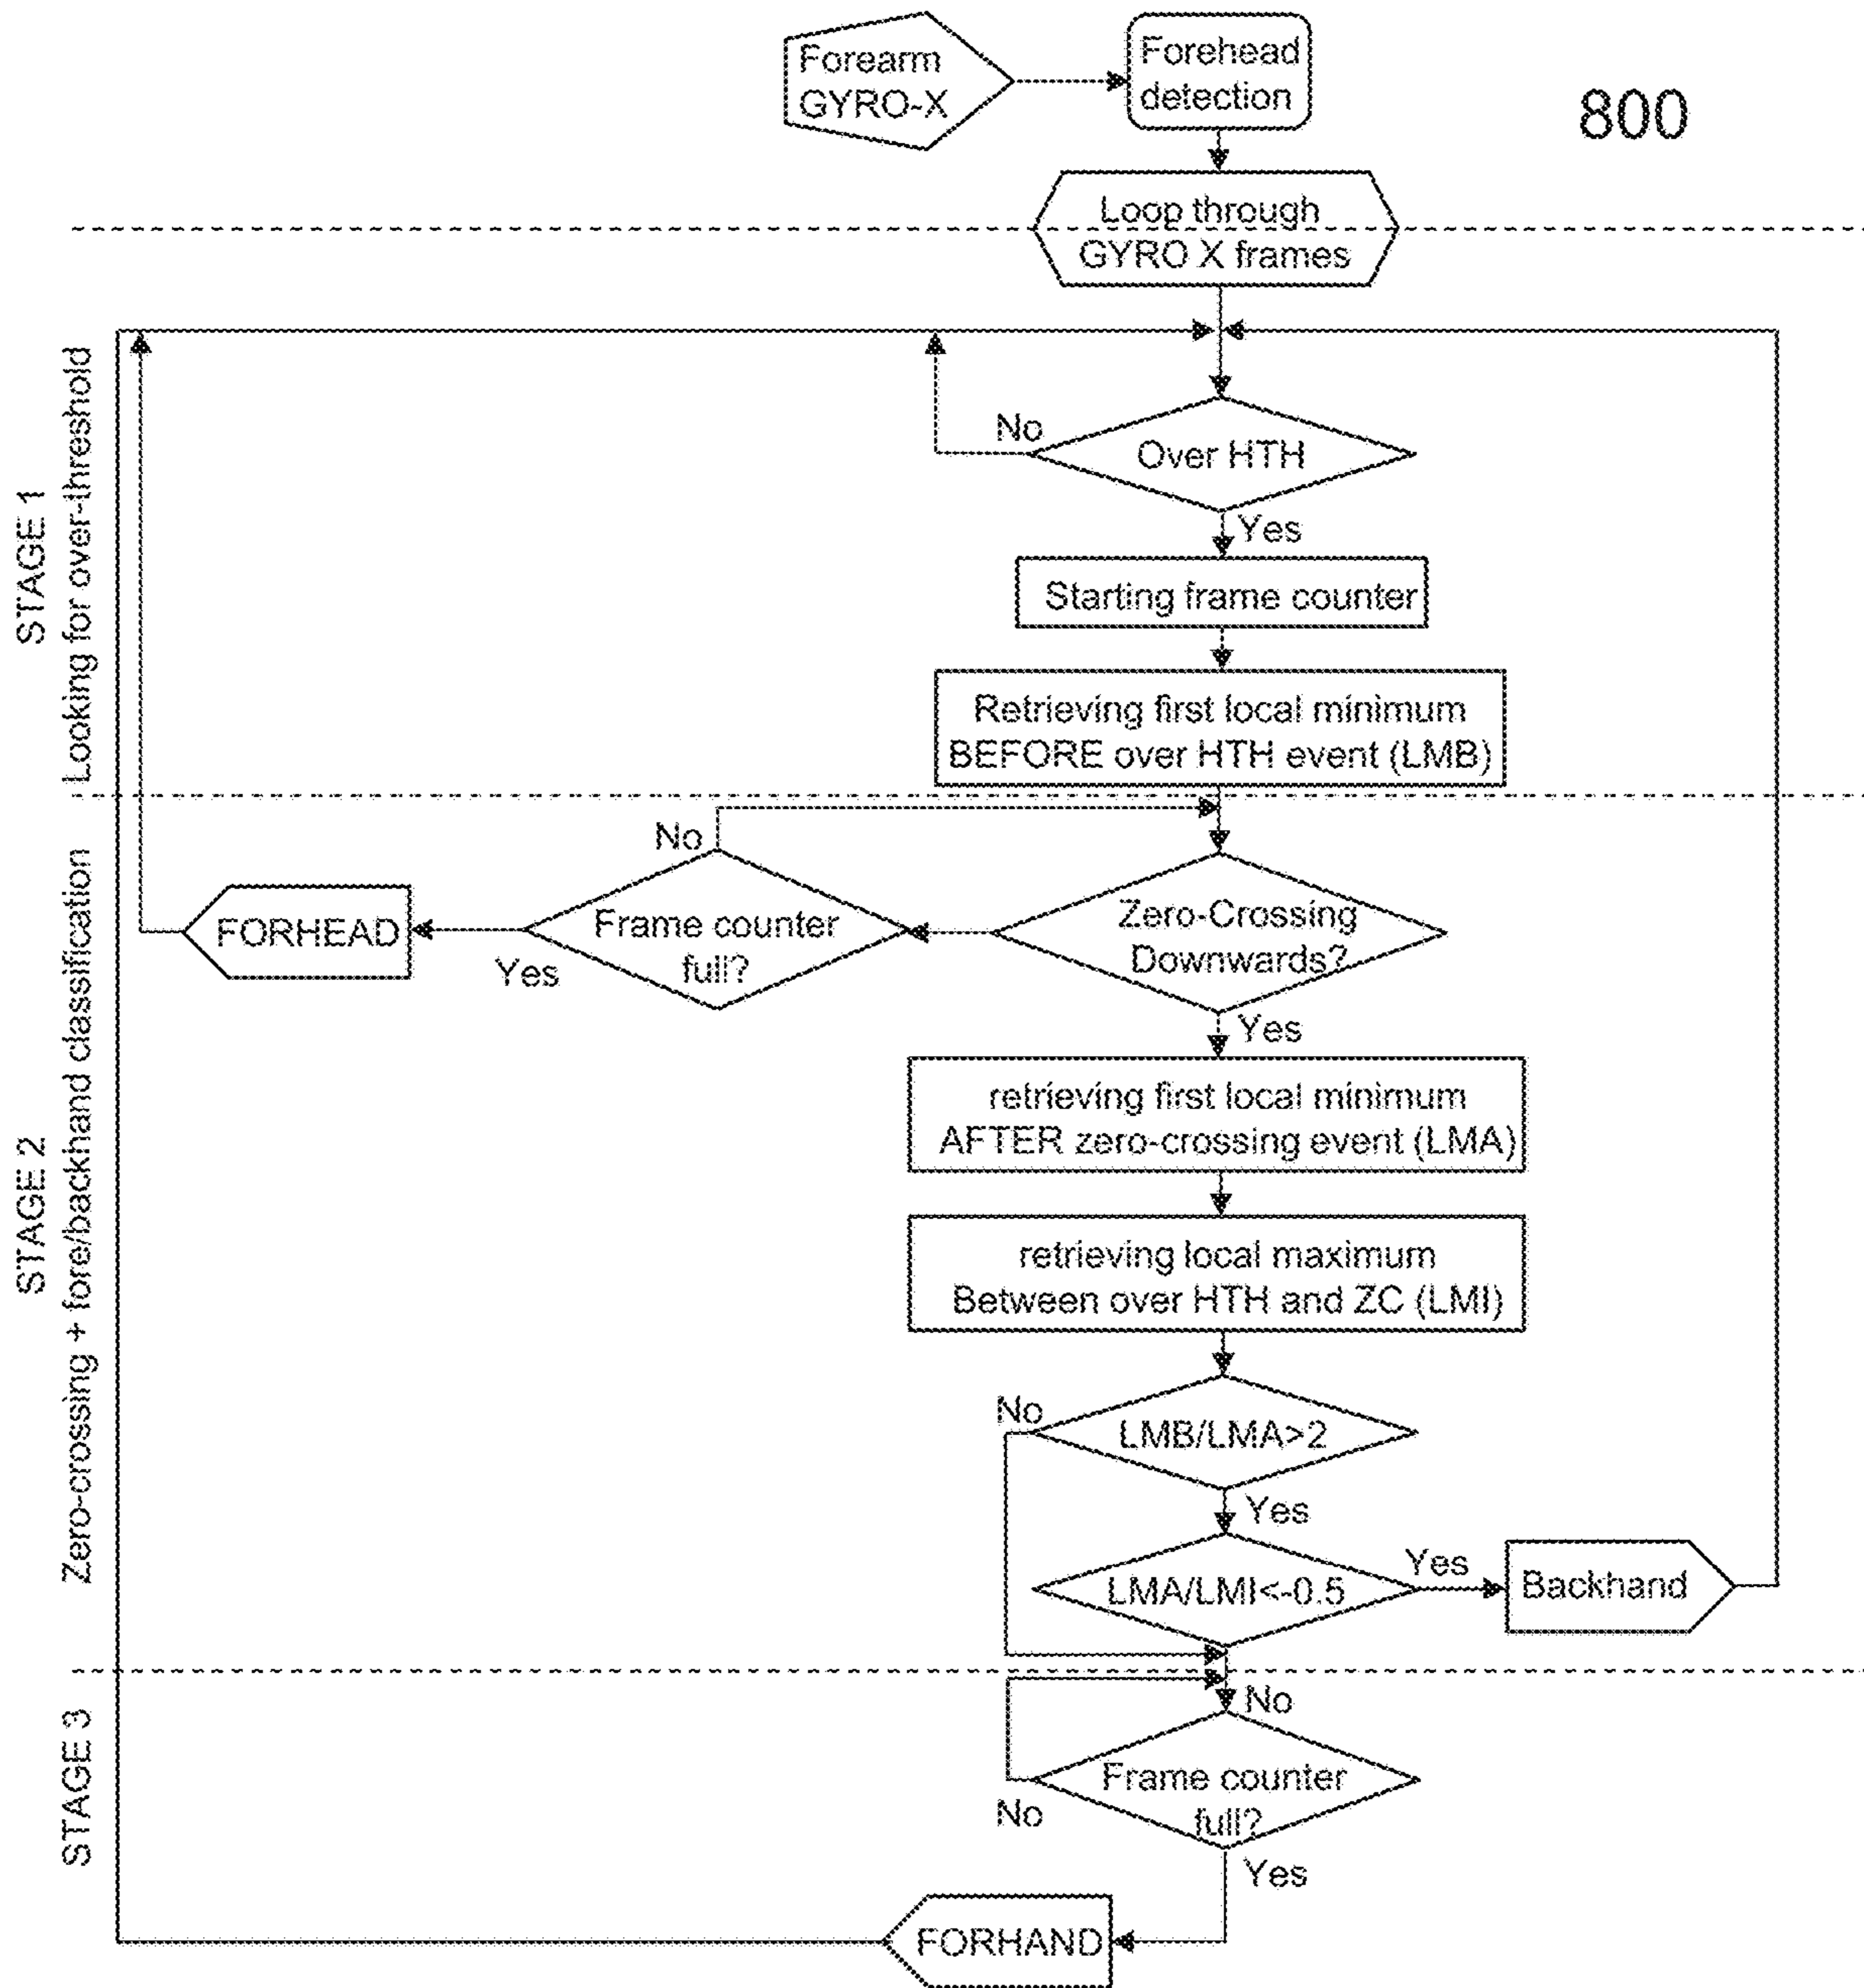 Forearm
GYRO-X
Forehead
detection
800
Loop through
GYRO X frames
STAGE 1
Looking for over-threshold
No
Over HTH
Yes
Starting frame counter
Retrieving first local minimum
BEFORE over HTH event (LMB)
STAGE 2
Zero-crossing + fore/backhand classification
No
FORHEAD
Yes
Frame counter
full?
Zero-Crossing
Downwards?
Yes
retrieving first local minimum
AFTER zero-crossing event (LMA)
retrieving local maximum
Between over HTH and ZC (LMI)
No
LMB/LMA>2
Yes
LMA/LMI<-0.5
Yes
Backhand
STAGE 3
No
Frame counter
full?
No
Yes
FORHAND